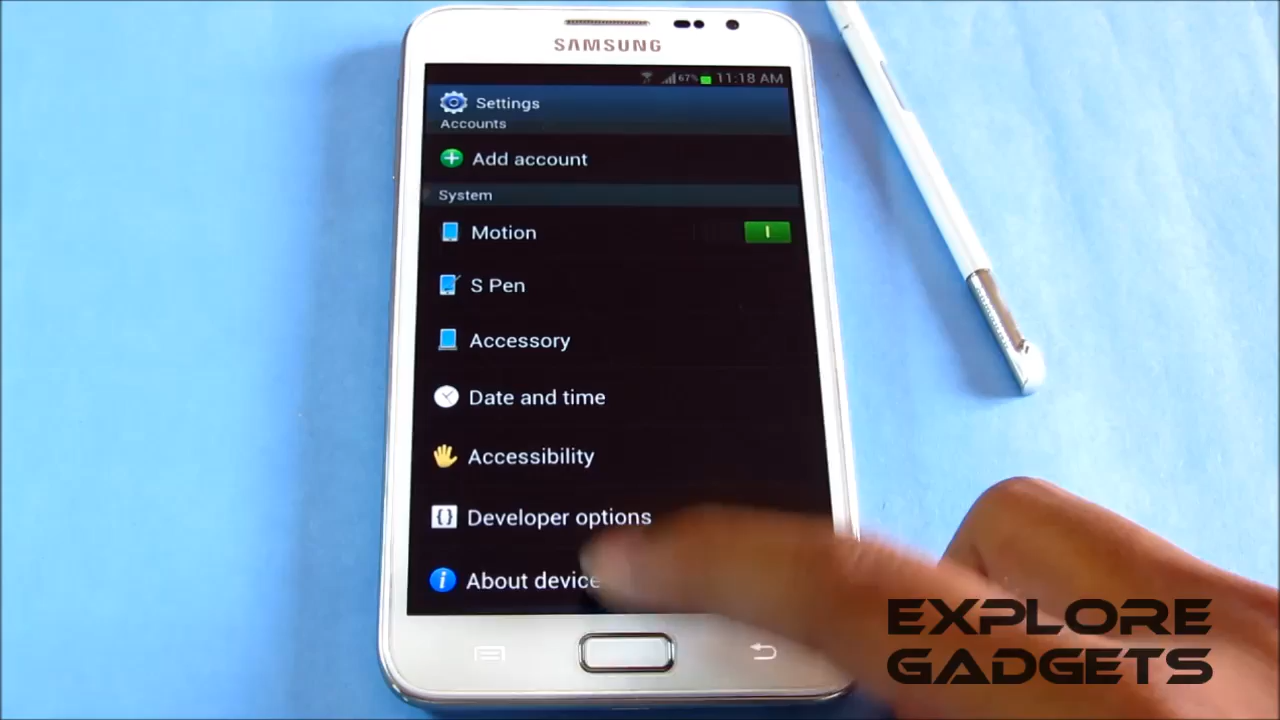 SAMSUNG
67% 11:18 AM
Settings
Accounts
Add account
System
Motion
S Pen
Accessory
Date and time
Accessibility
Developer options
About device
EXPLORE
GADGETS